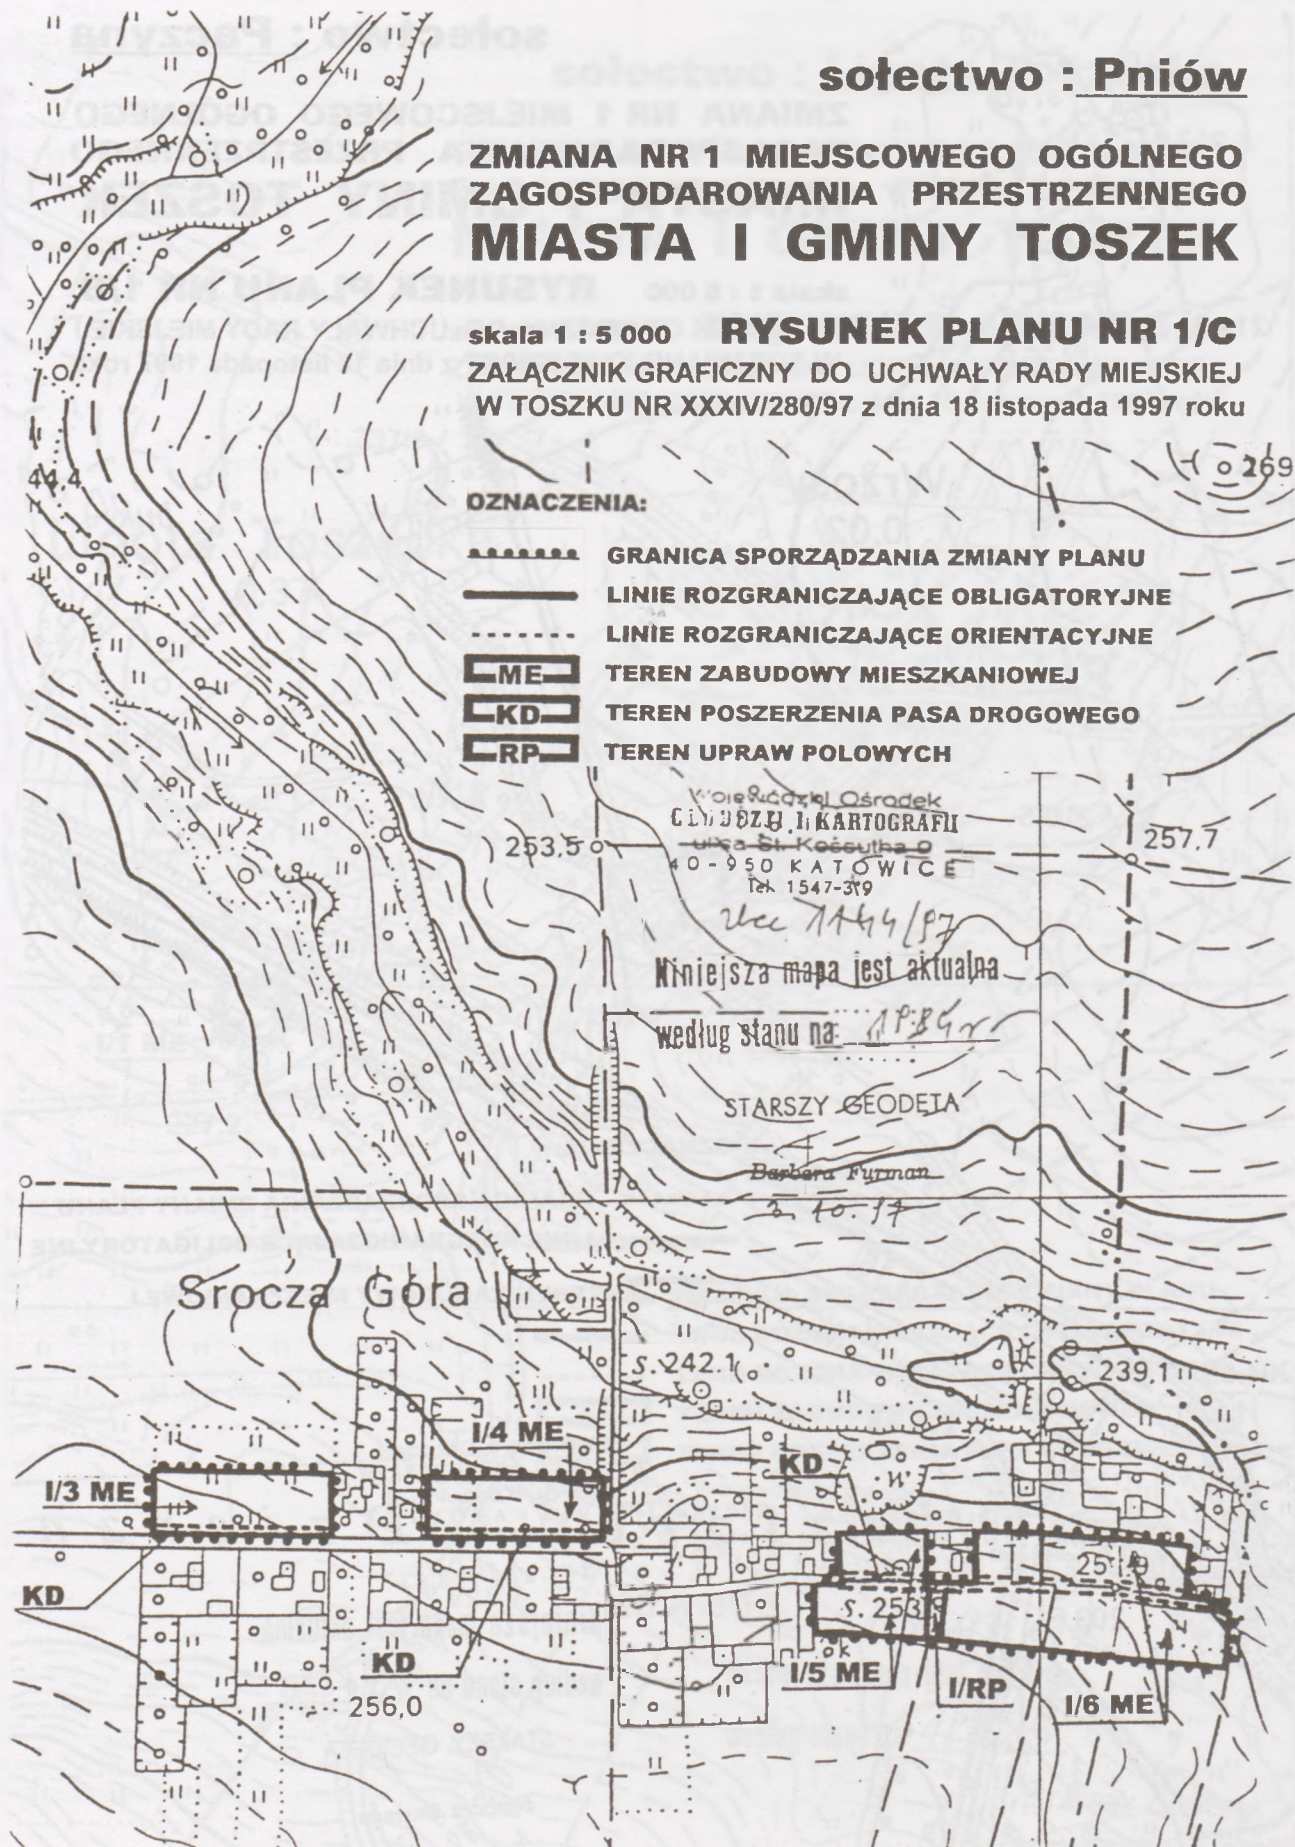 sołectwo : Pniów
ZMIANA NR 1 MIEJSCOWEGO OGÓLNEGO
ZAGOSPODAROWANIA PRZESTRZENNEGO
MIASTA I GMINY TOSZEK
skala 1 : 5 000 RYSUNEK PLANU NR 1/C
ZAŁĄCZNIK GRAFICZNY DO UCHWAŁY RADY MIEJSKIEJ
W TOSZKU NR XXXIV/280/97 z dnia 18 listopada 1997 roku
269
44,4
OZNACZENIA:
GRANICA SPORZĄDZANIA ZMIANY PLANU
LINIE ROZGRANICZAJĄCE OBLIGATORYJNE
LINIE ROZGRANICZAJĄCE ORIENTACYJNE
ME TEREN ZABUDOWY MIESZKANIOWEJ
KD TEREN POSZERZENIA PASA DROGOWEGO
RP TEREN UPRAW POLOWYCH
Ośrodek
I KARTOGRAFII
253,5
257,7
40-950 KATOWICE
Niniejsza mapa jest aktualna
według stanu na:
STARSZY GEODETA
Barbara Furman
Srocza Góra
s. 242,1
239,1
I/4 ME
KD
I/3 ME
KD
s. 253
KD
I/5 ME
I/RP
I/6 ME
256,0